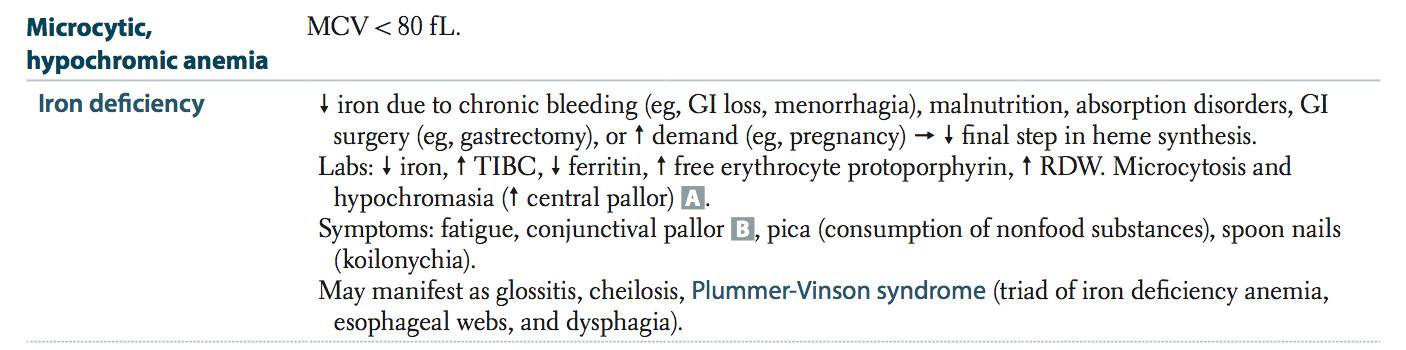 Microcytic, MCV < 80 fL.
hypochromic anemia
Iron deficiency ↓ iron due to chronic bleeding (eg, GI loss, menorrhagia), malnutrition, absorption disorders, GI
surgery (eg, gastrectomy), or ↑ demand (eg, pregnancy) → ↓ final step in heme synthesis.
Labs: ↓ iron, ↑ TIBC, ↓ ferritin, ↑ free erythrocyte protoporphyrin, ↑ RDW. Microcytosis and
hypochromasia (↑ central pallor) A.
Symptoms: fatigue, conjunctival pallor B, pica (consumption of nonfood substances), spoon nails
(koilonychia).
May manifest as glossitis, cheilosis, Plummer-Vinson syndrome (triad of iron deficiency anemia,
esophageal webs, and dysphagia).